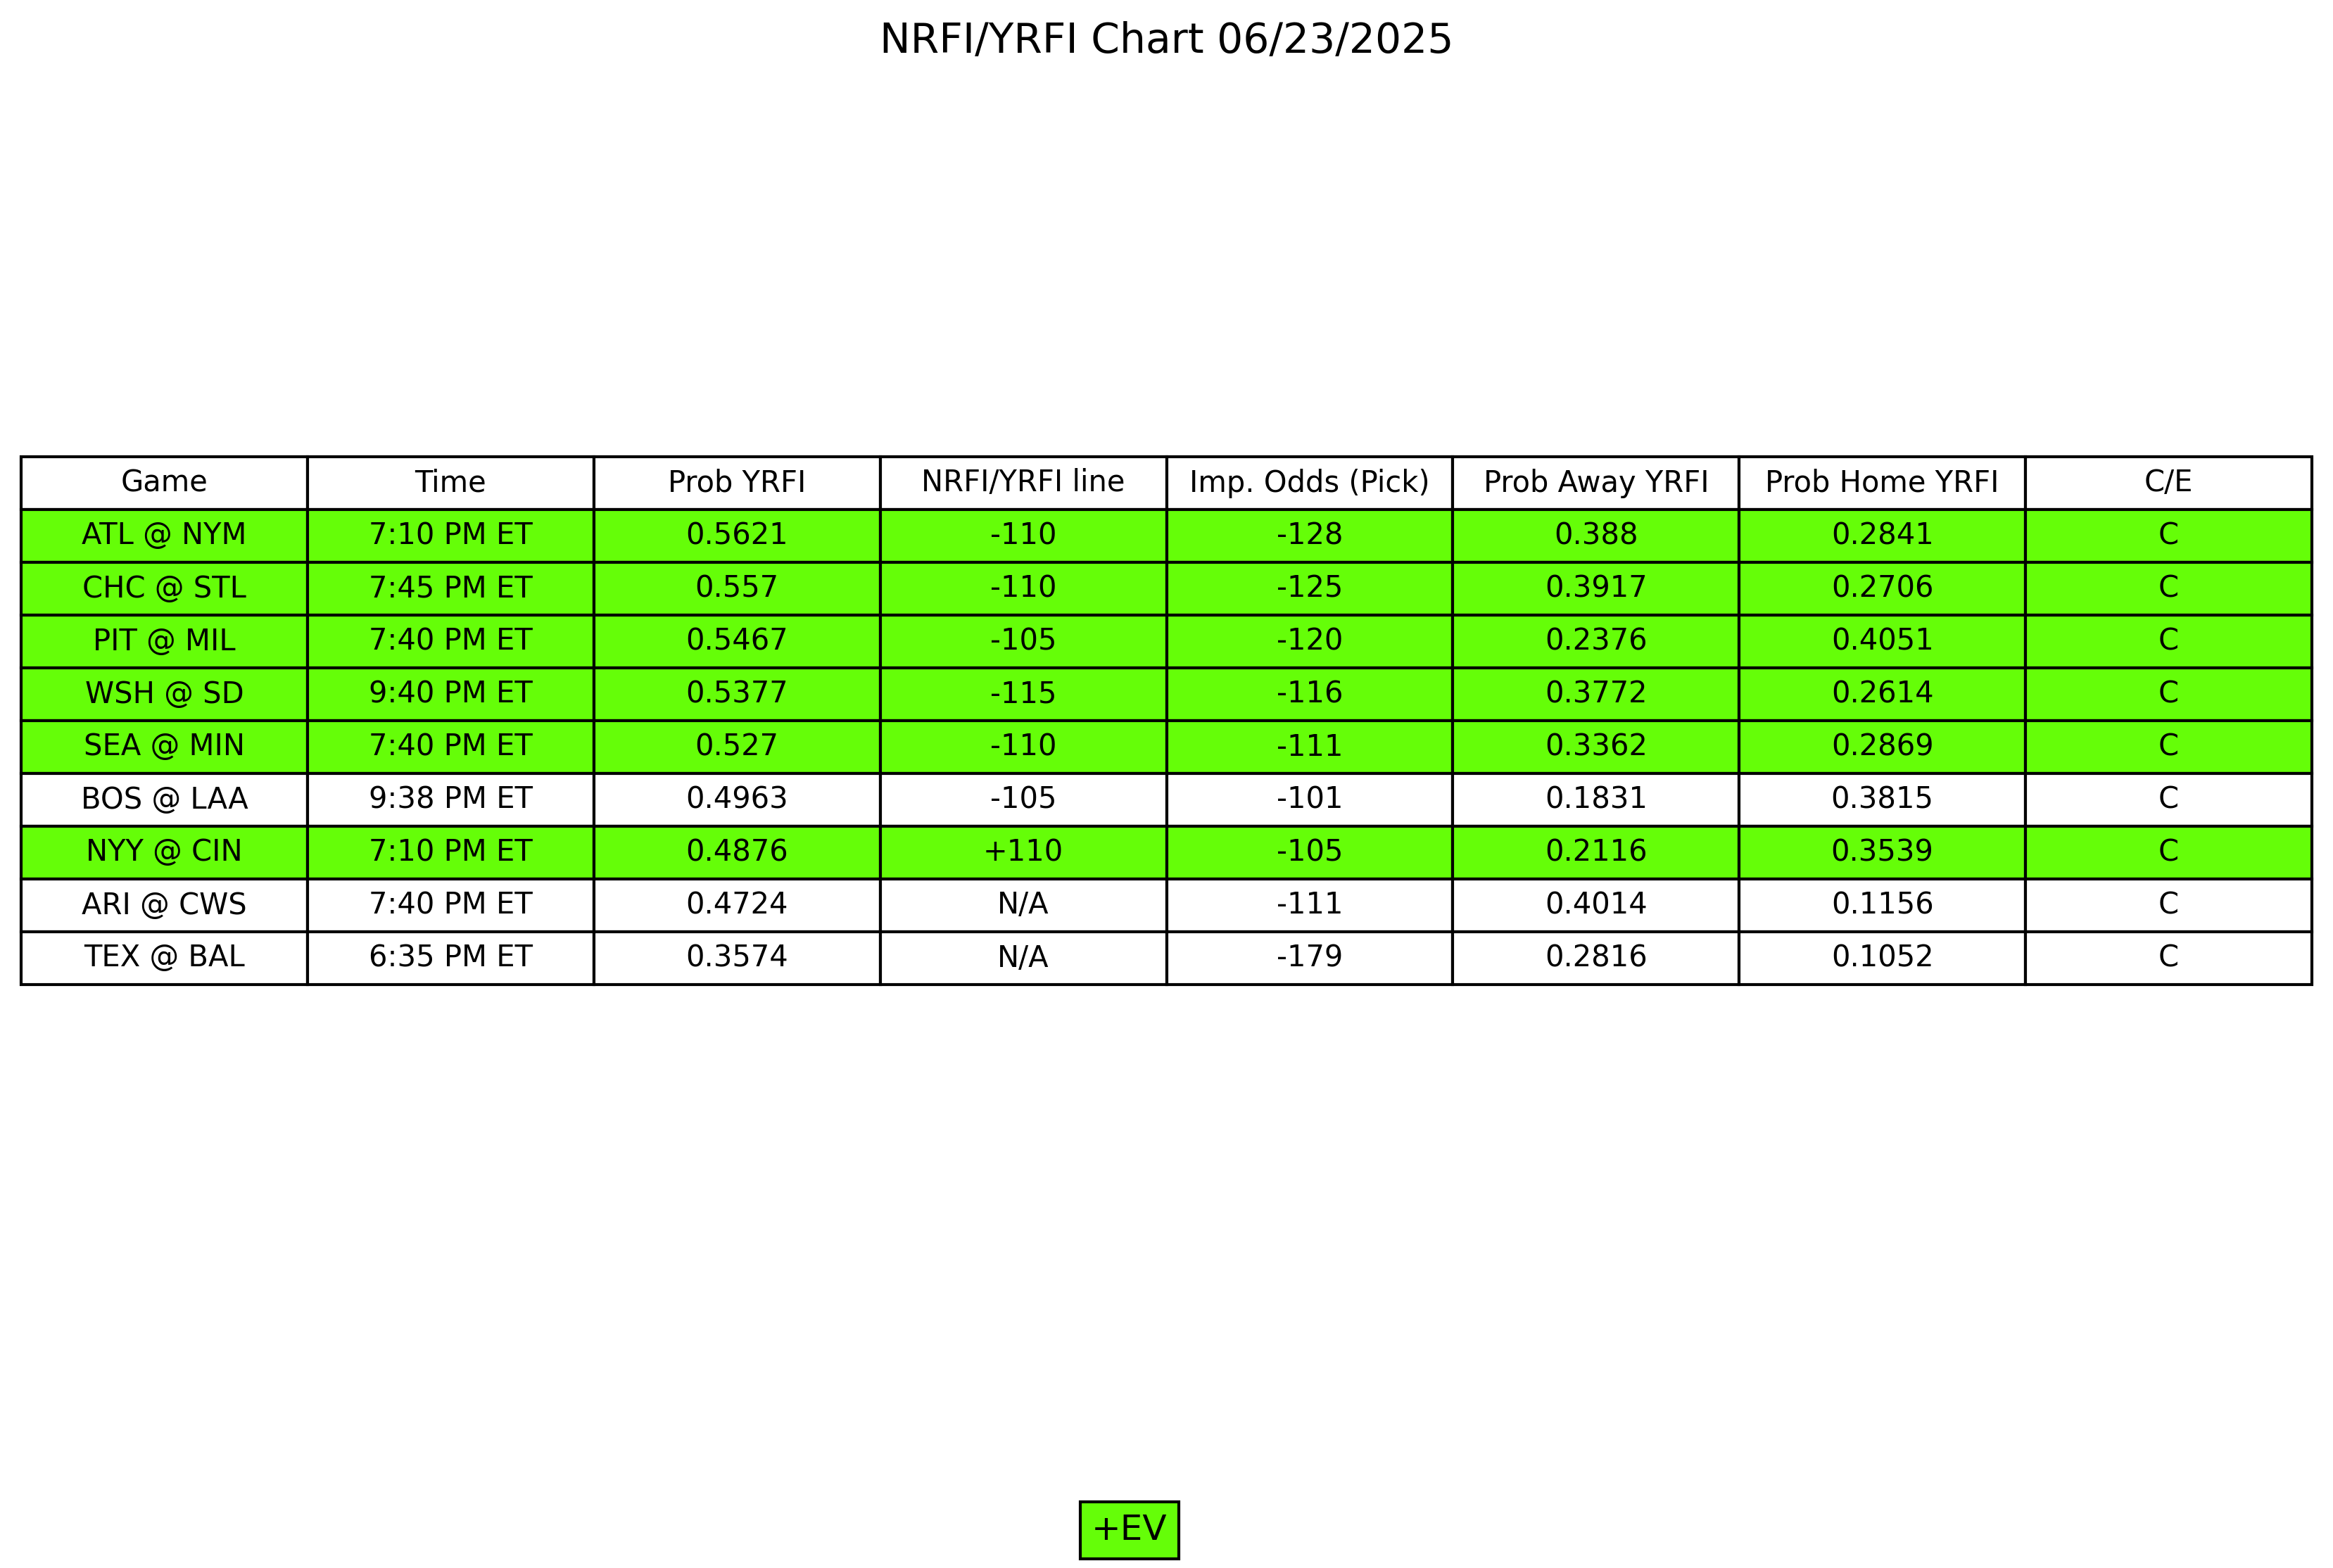 NRFI/YRFI Chart 06/23/2025
Game Time Prob YRFI NRFI/YRFI line Imp. Odds (Pick) Prob Away YRFI Prob Home YRFI C/E
ATL @ NYM 7:10 PM ET 0.5621 -110 -128 0.388 0.2841 C
CHC @ STL 7:45 PM ET 0.557 -110 -125 0.3917 0.2706 C
PIT @ MIL 7:40 PM ET 0.5467 -105 -120 0.2376 0.4051 C
WSH @ SD 9:40 PM ET 0.5377 -115 -116 0.3772 0.2614 C
SEA @ MIN 7:40 PM ET 0.527 -110 -111 0.3362 0.2869 C
BOS @ LAA 9:38 PM ET 0.4963 -105 -101 0.1831 0.3815 C
NYY @ CIN 7:10 PM ET 0.4876 +110 -105 0.2116 0.3539 C
ARI @ CWS 7:40 PM ET 0.4724 N/A -111 0.4014 0.1156 C
TEX @ BAL 6:35 PM ET 0.3574 N/A -179 0.2816 0.1052 C
+EV